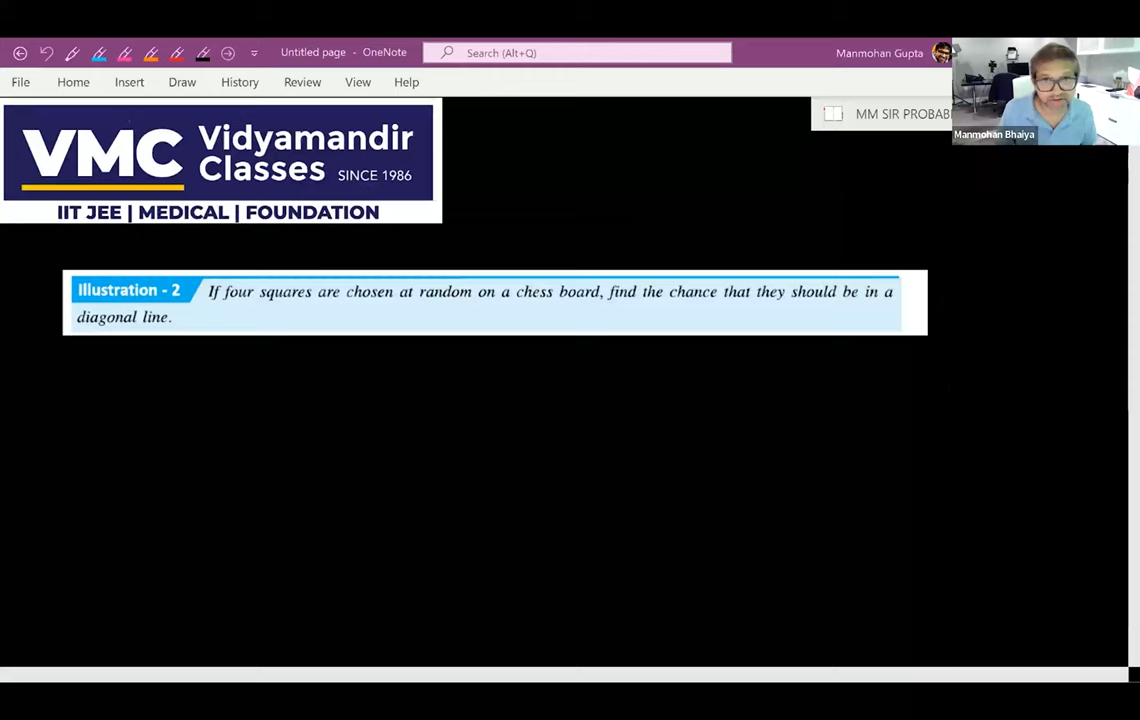 Untitled page - OneNote
Search (Alt+Q)
Manmohan Gupta
File Home Insert Draw History Review View Help
VMC Vidyamandir
Classes SINCE 1986
IIT JEE | MEDICAL | FOUNDATION
MM SIR PROBABI
Manmohan Bhaiya
Illustration - 2 If four squares are chosen at random on a chess board, find the chance that they should be in a
diagonal line.